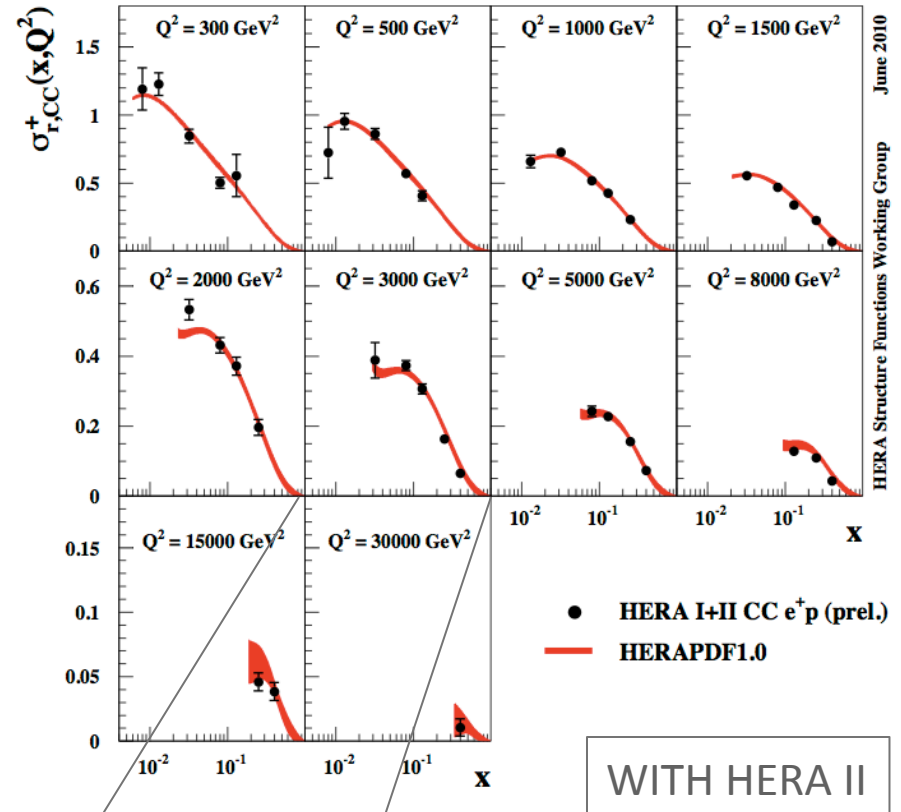 σ⁺r,CC(x,Q²)
Q² = 300 GeV²
Q² = 500 GeV²
Q² = 1000 GeV²
Q² = 1500 GeV²
1.5
1
0.5
0
Q² = 2000 GeV²
Q² = 3000 GeV²
Q² = 5000 GeV²
Q² = 8000 GeV²
0.6
0.4
0.2
0
10⁻² 10⁻¹ 10⁻² 10⁻¹
x
Q² = 15000 GeV²
Q² = 30000 GeV²
0.15
0.1
0.05
0
10⁻² 10⁻¹ 10⁻² 10⁻¹
x
HERA I+II CC e⁺p (prel.)
HERAPDF1.0
HERA Structure Functions Working Group June 2010
WITH HERA II